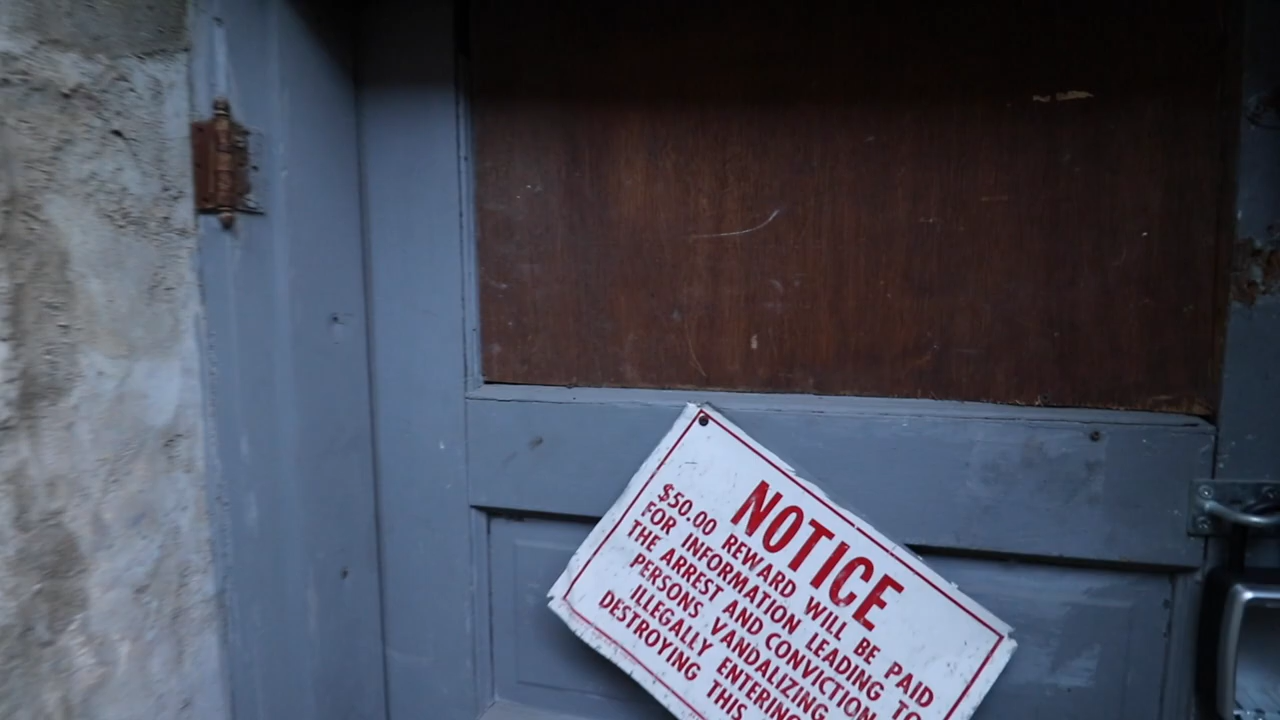 NOTICE
$50.00 REWARD WILL BE PAID
FOR INFORMATION LEADING TO
THE ARREST AND CONVICTION
PERSONS VANDALIZING
ILLEGALLY ENTERING
DESTROYING THIS